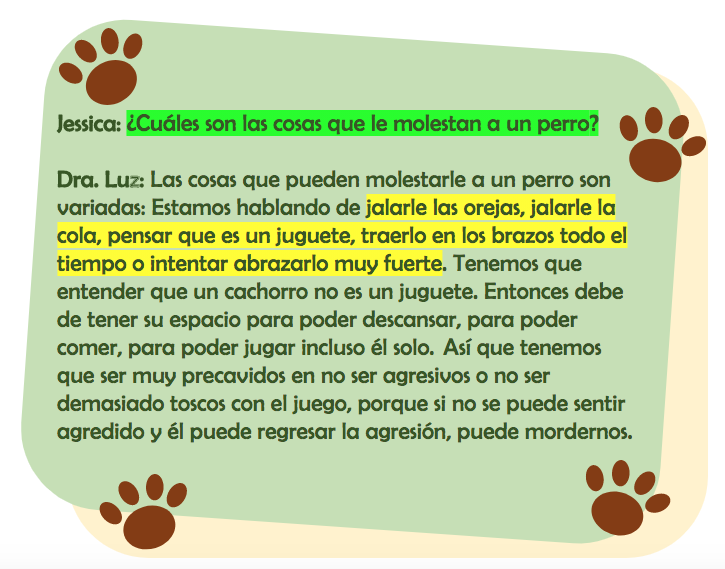 Jessica: ¿Cuáles son las cosas que le molestan a un perro?
Dra. Luz: Las cosas que pueden molestarle a un perro son
variadas: Estamos hablando de jalarle las orejas, jalarle la
cola, pensar que es un juguete, traerlo en los brazos todo el
tiempo o intentar abrazarlo muy fuerte. Tenemos que
entender que un cachorro no es un juguete. Entonces debe
de tener su espacio para poder descansar, para poder
comer, para poder jugar incluso él solo. Así que tenemos
que ser muy precavidos en no ser agresivos o no ser
demasiado toscos con el juego, porque si no se puede sentir
agredido y él puede regresar la agresión, puede mordernos.